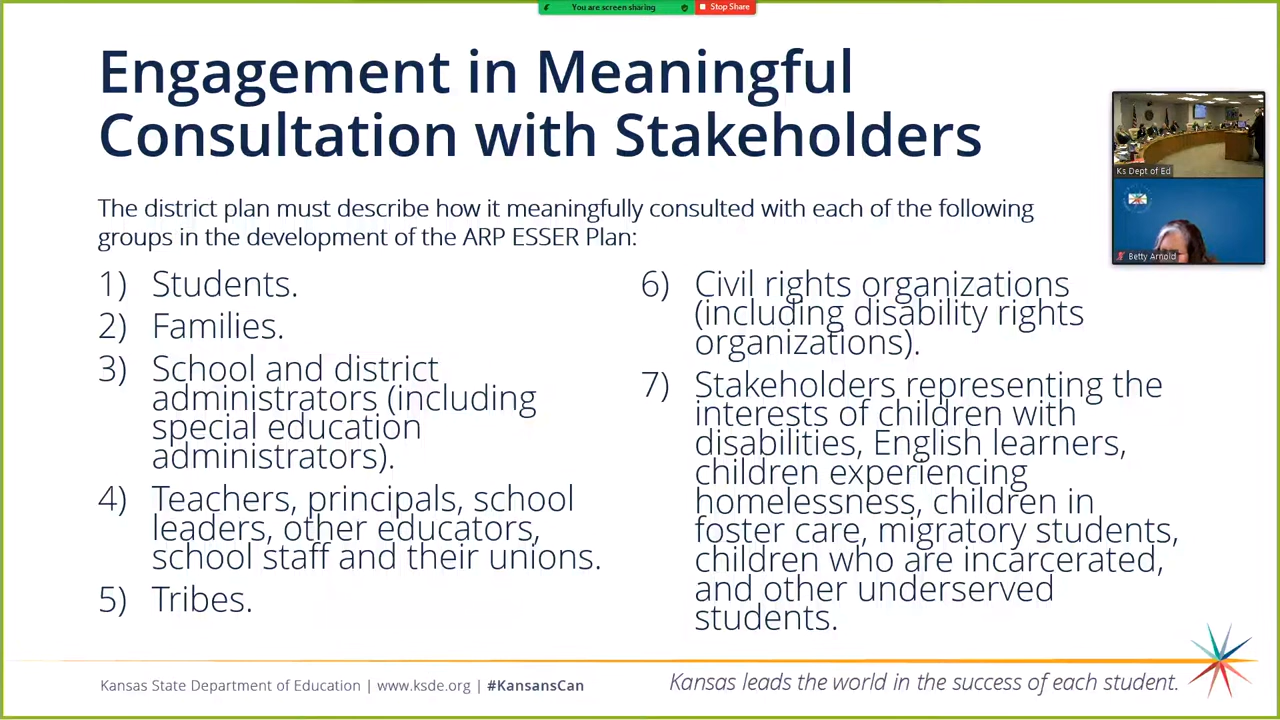 You are screen sharing
Stop Share
Engagement in Meaningful
Consultation with Stakeholders
Ks Dept of Ed
Betty Arnold
The district plan must describe how it meaningfully consulted with each of the following
groups in the development of the ARP ESSER Plan:
1) Students.
2) Families.
3) School and district
administrators (including
special education
administrators).
4) Teachers, principals, school
leaders, other educators,
school staff and their unions.
5) Tribes.
6) Civil rights organizations
(including disability rights
organizations).
7) Stakeholders representing the
interests of children with
disabilities, English learners,
children experiencing
homelessness, children in
foster care, migratory students,
children who are incarcerated,
and other underserved
students.
Kansas State Department of Education | www.ksde.org | #KansansCan
Kansas leads the world in the success of each student.